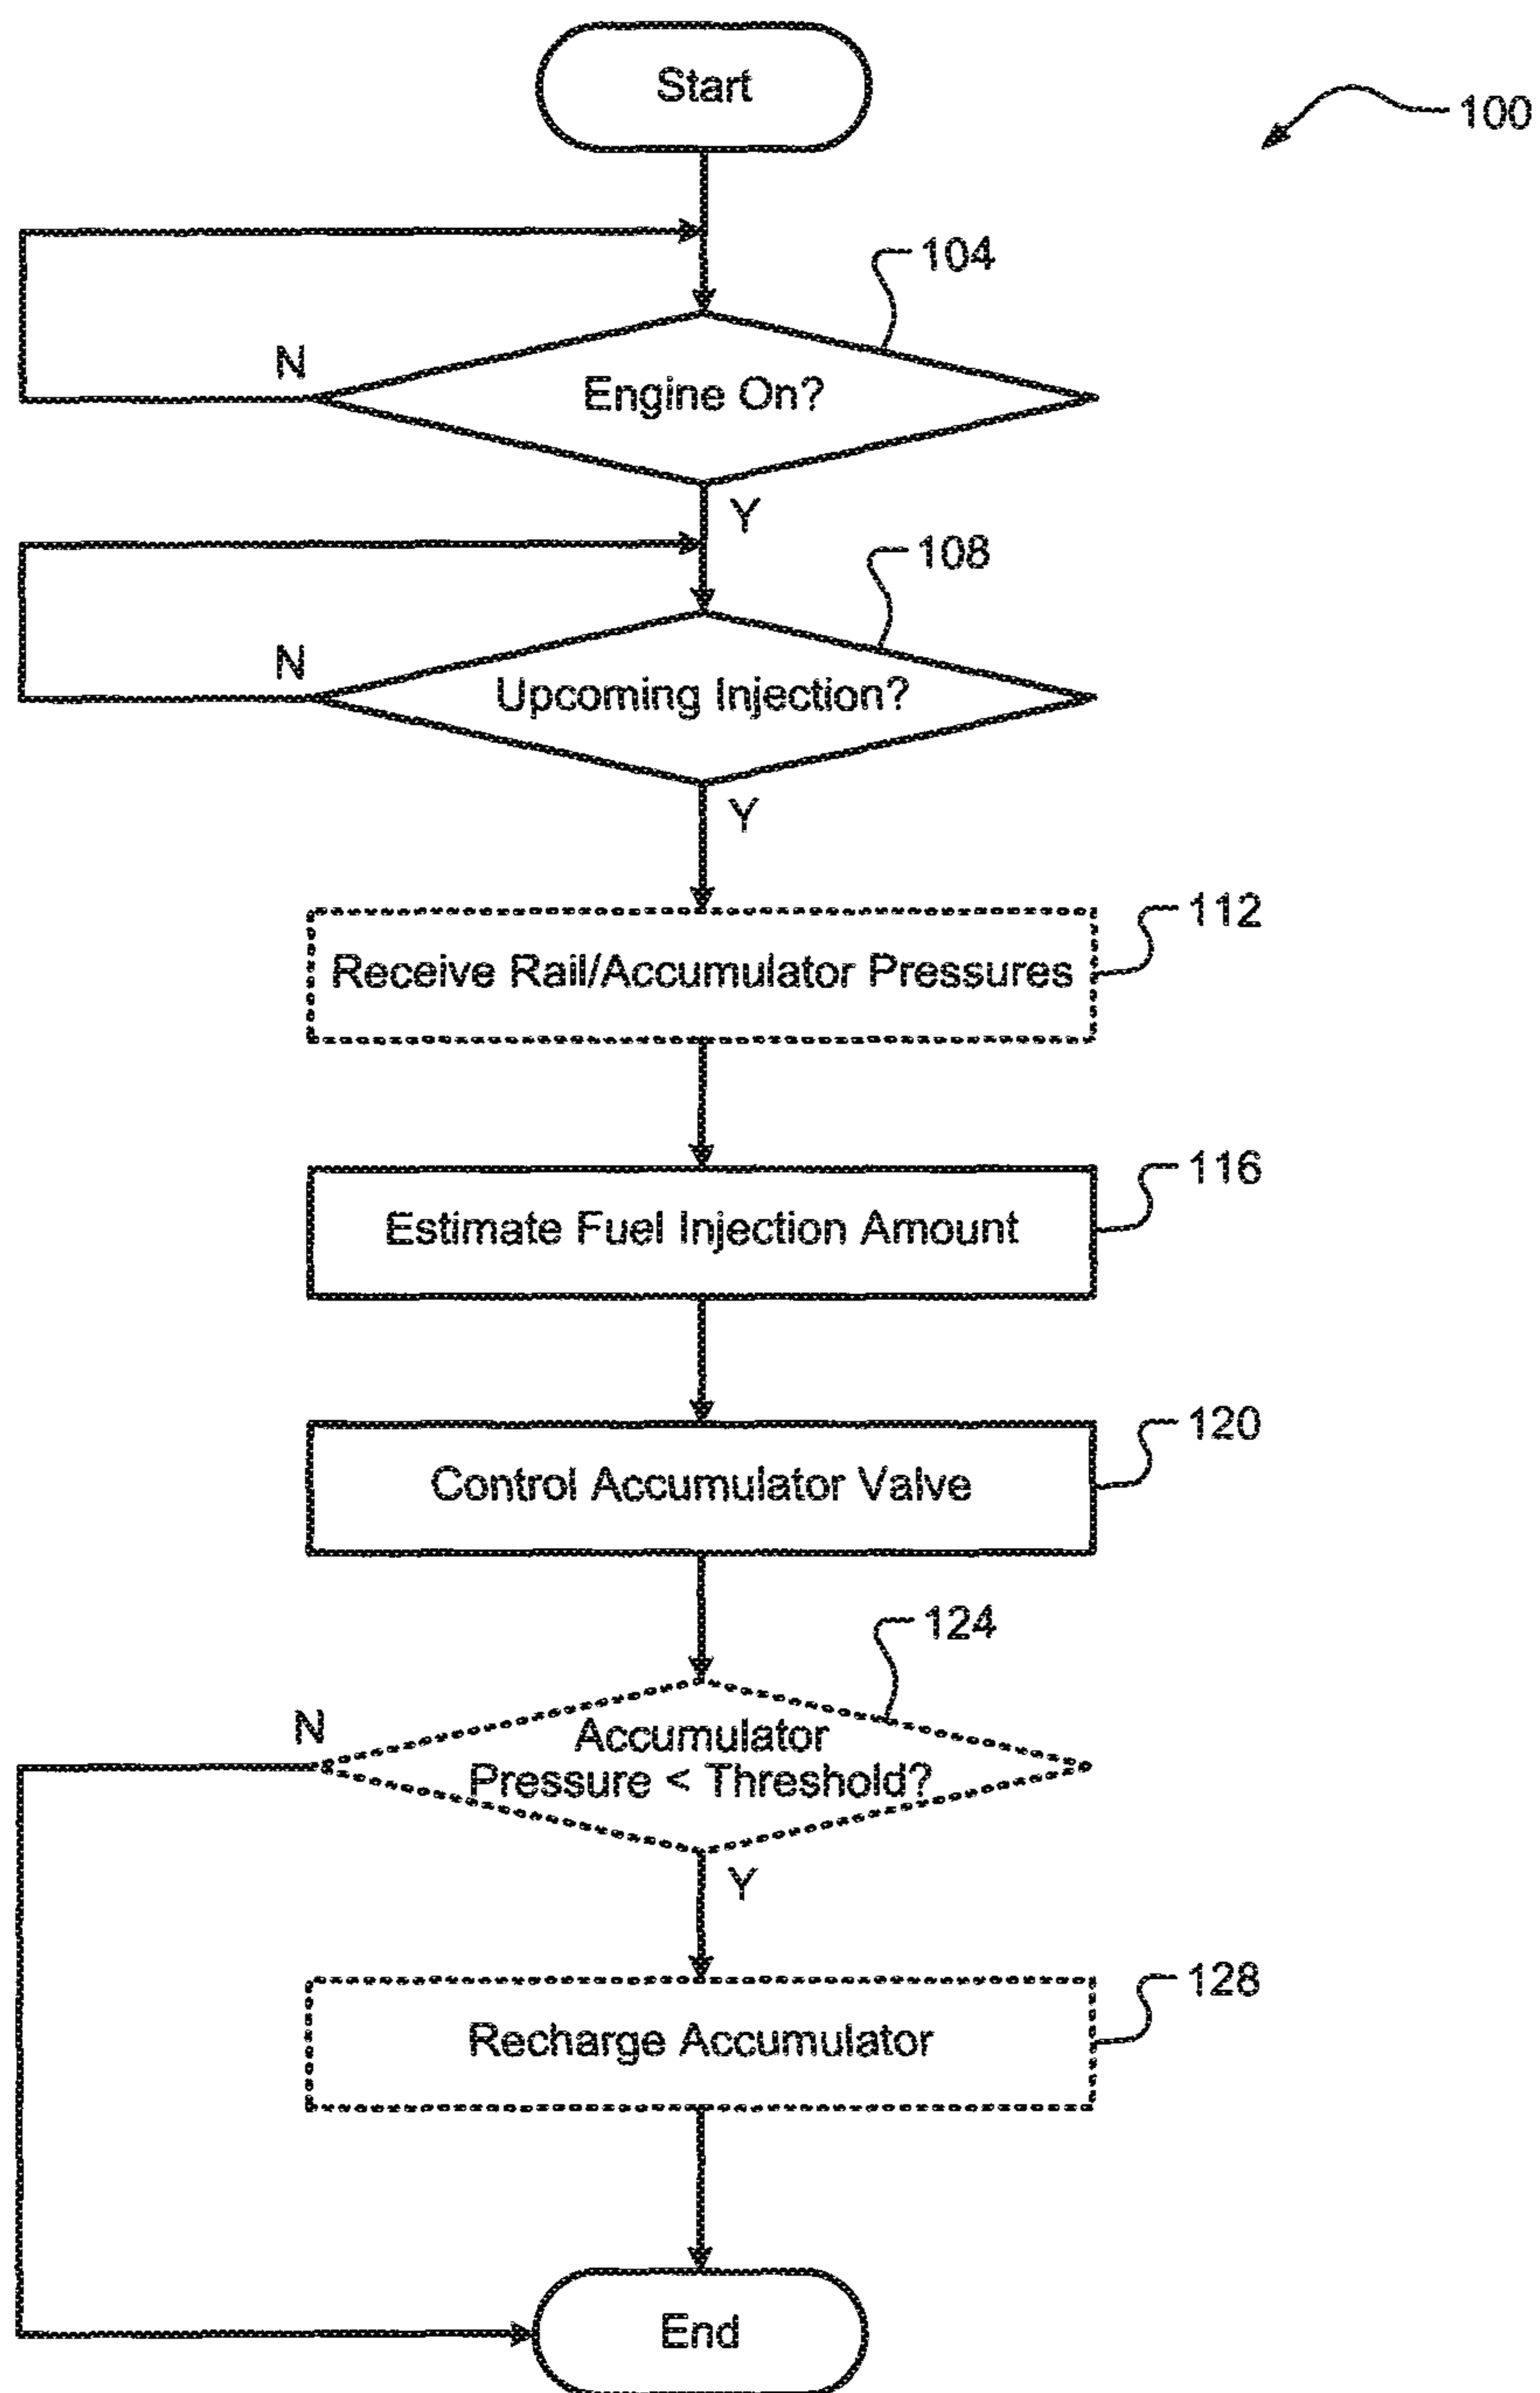 Start
100
104
N
Engine On?
Y
108
N
Upcoming Injection?
Y
112
Receive Rail/Accumulator Pressures
116
Estimate Fuel Injection Amount
120
Control Accumulator Valve
124
N
Accumulator
Pressure < Threshold?
Y
128
Recharge Accumulator
End